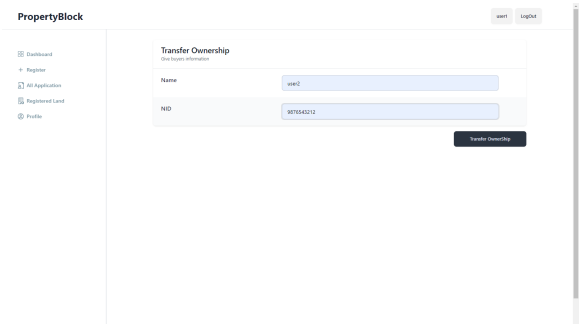 PropertyBlock
user1
LogOut
Dashboard
Register
All Application
Registered Land
Profile
Transfer Ownership
Give buyers information
Name
user2
NID
9876543212
Transfer OwnerShip